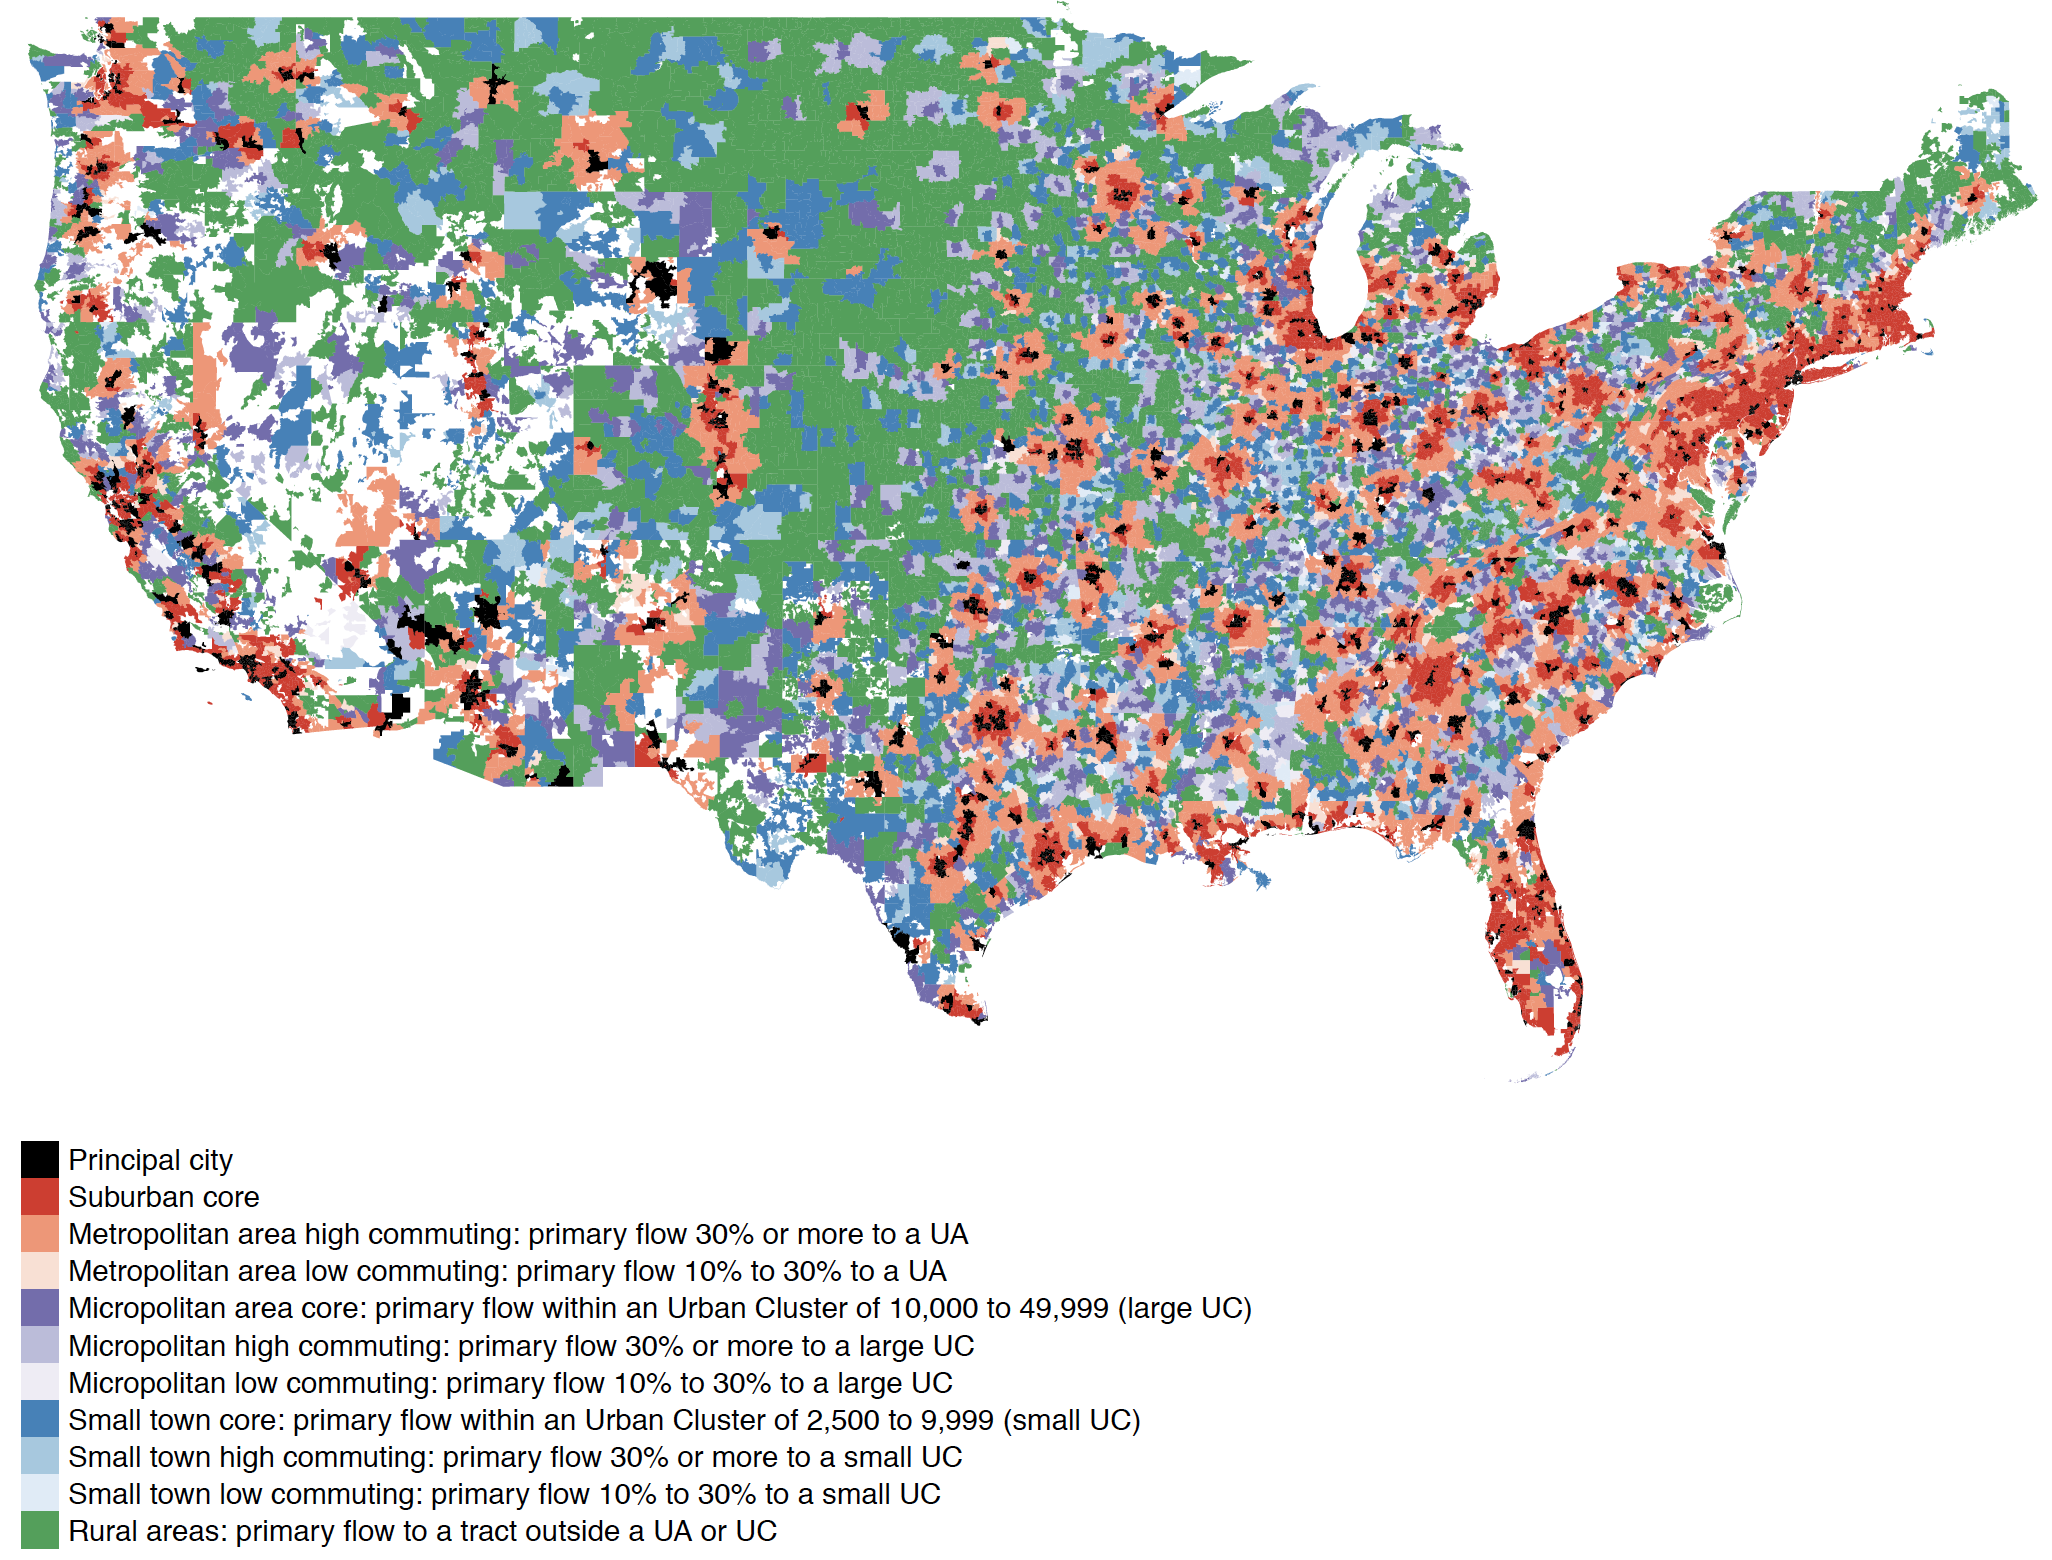 Principal city
Suburban core
Metropolitan area high commuting: primary flow 30% or more to a UA
Metropolitan area low commuting: primary flow 10% to 30% to a UA
Micropolitan area core: primary flow within an Urban Cluster of 10,000 to 49,999 (large UC)
Micropolitan high commuting: primary flow 30% or more to a large UC
Micropolitan low commuting: primary flow 10% to 30% to a large UC
Small town core: primary flow within an Urban Cluster of 2,500 to 9,999 (small UC)
Small town high commuting: primary flow 30% or more to a small UC
Small town low commuting: primary flow 10% to 30% to a small UC
Rural areas: primary flow to a tract outside a UA or UC